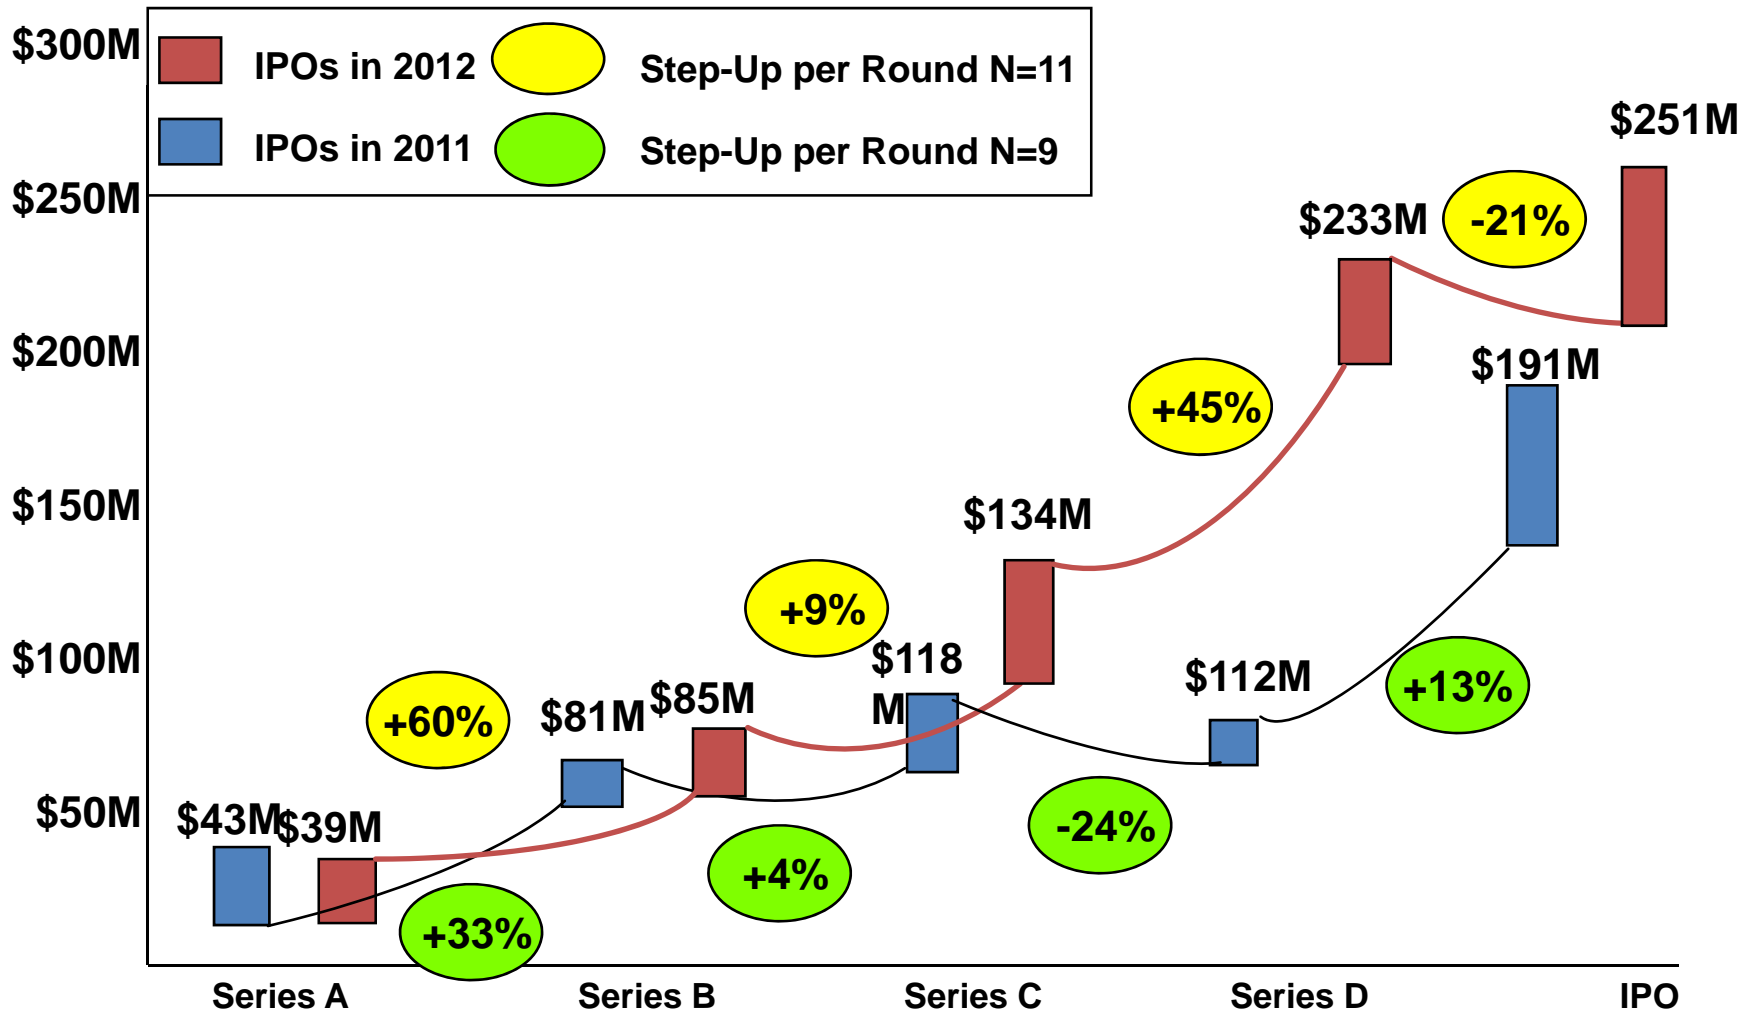 $300M
IPOs in 2012
Step-Up per Round N=11
IPOs in 2011
Step-Up per Round N=9
$251M
$250M
$233M
-21%
$200M
$191M
+45%
$150M
$134M
+9%
$118
M
$100M
$112M
+13%
+60%
$81M
$85M
$50M
$43M
$39M
-24%
+4%
+33%
Series A
Series B
Series C
Series D
IPO